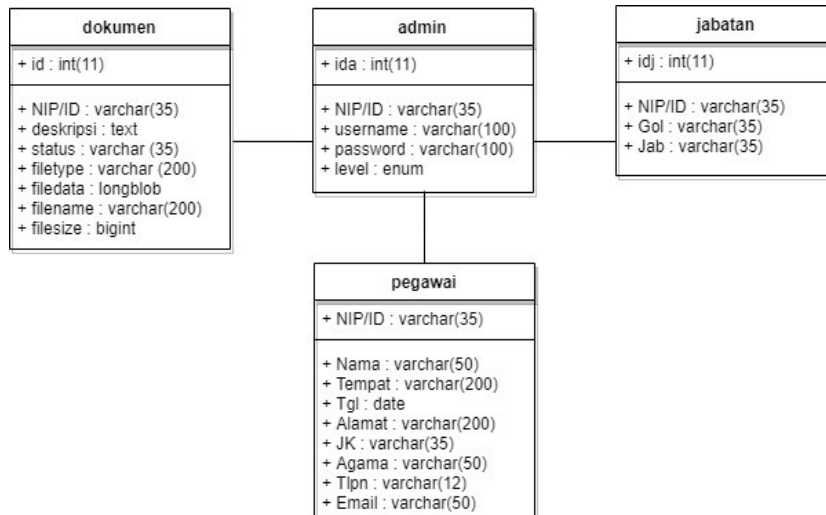 dokumen
+ id : int(11)
+ NIP/ID : varchar(35)
+ deskripsi : text
+ status : varchar (35)
+ filetype : varchar (200)
+ filedata : longblob
+ filename : varchar(200)
+ filesize : bigint
admin
+ ida : int(11)
+ NIP/ID : varchar(35)
+ username : varchar(100)
+ password : varchar(100)
+ level : enum
jabatan
+ idj : int(11)
+ NIP/ID : varchar(35)
+ Gol : varchar(35)
+ Jab : varchar(35)
pegawai
+ NIP/ID : varchar(35)
+ Nama : varchar(50)
+ Tempat : varchar(200)
+ Tgl : date
+ Alamat : varchar(200)
+ JK : varchar(35)
+ Agama : varchar(50)
+ Tlpn : varchar(12)
+ Email : varchar(50)